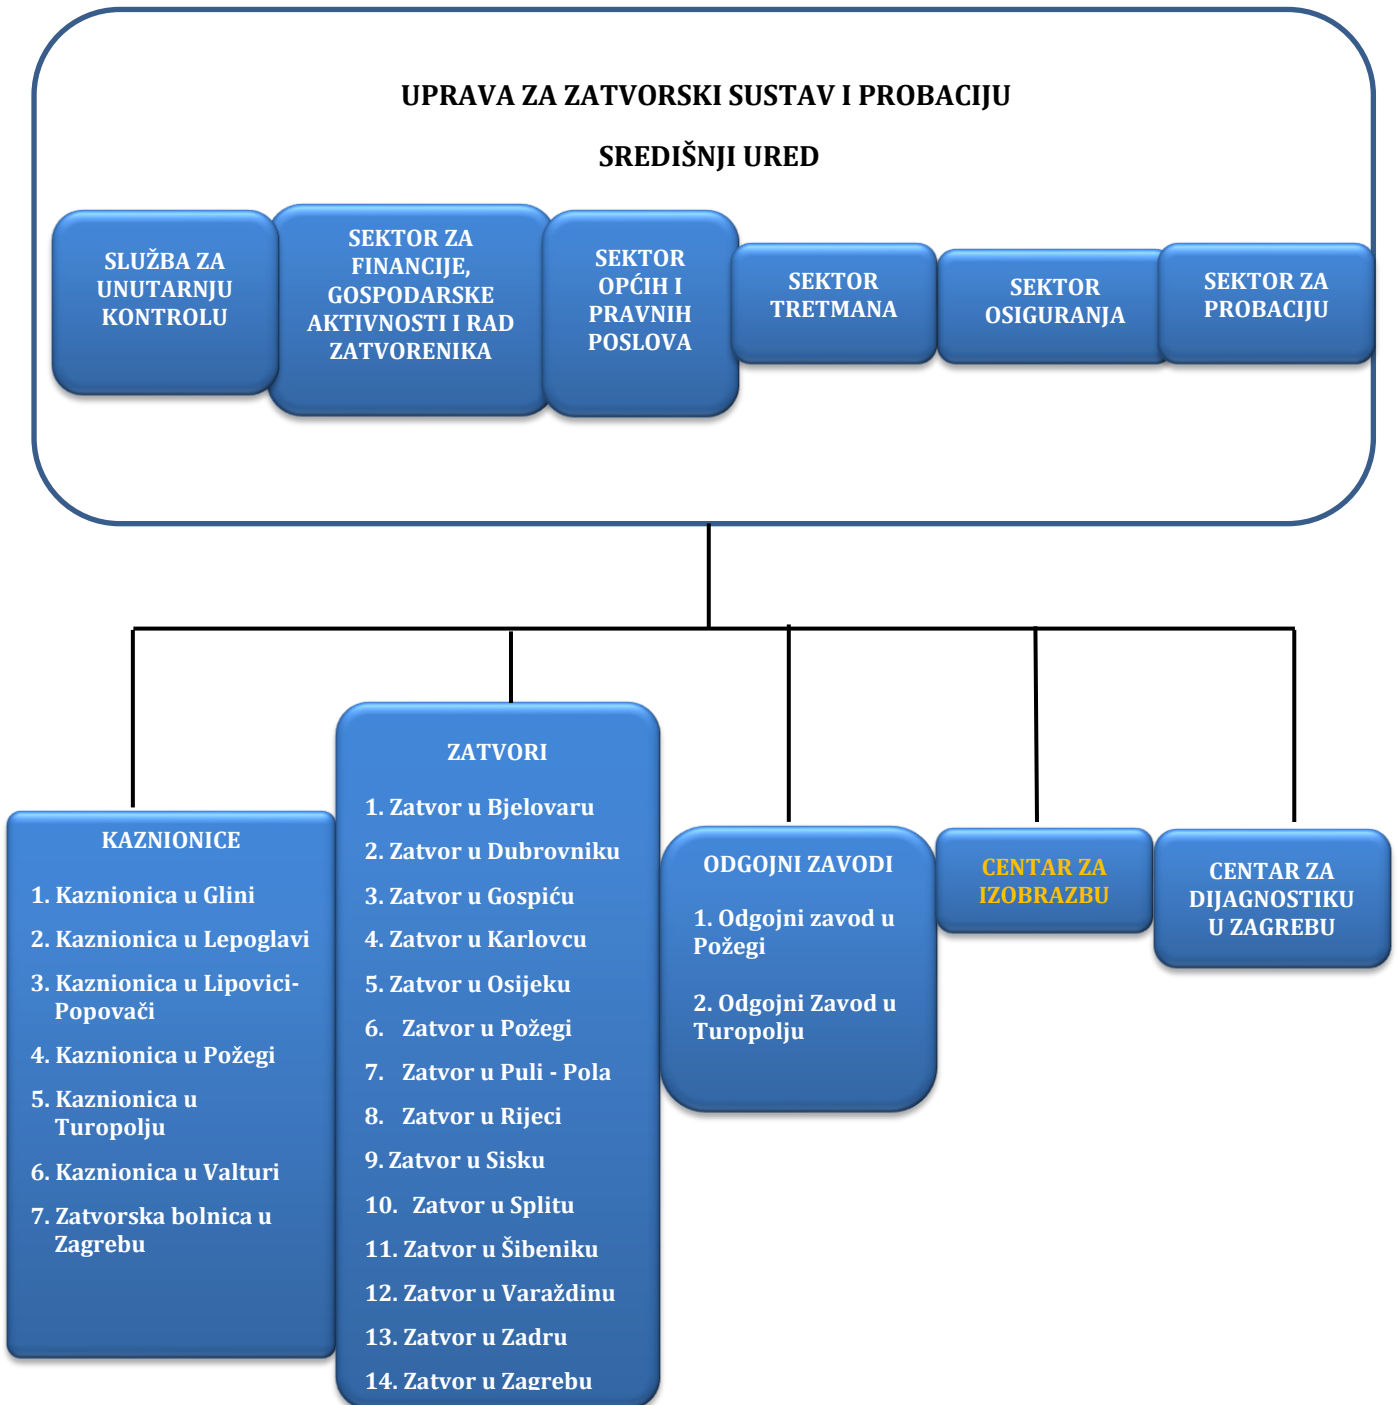 UPRAVA ZA ZATVORSKI SUSTAV I PROBACIJU
SREDIŠNJI URED
SLUŽBA ZA
UNUTARNJU
KONTROLU
SEKTOR ZA
FINANCIJE,
GOSPODARSKE
AKTIVNOSTI I RAD
ZATVORENIKA
SEKTOR
OPĆIH I
PRAVNIH
POSLOVA
SEKTOR
TRETMANA
SEKTOR
OSIGURANJA
SEKTOR ZA
PROBACIJU
KAZNIONICE
1. Kaznionica u Glini
2. Kaznionica u Lepoglavi
3. Kaznionica u Lipovici-
Popovači
4. Kaznionica u Požegi
5. Kaznionica u
Turopolju
6. Kaznionica u Valturi
7. Zatvorska bolnica u
Zagrebu
ZATVORI
1. Zatvor u Bjelovaru
2. Zatvor u Dubrovniku
3. Zatvor u Gospiću
4. Zatvor u Karlovcu
5. Zatvor u Osijeku
6. Zatvor u Požegi
7. Zatvor u Puli - Pola
8. Zatvor u Rijeci
9. Zatvor u Sisku
10. Zatvor u Splitu
11. Zatvor u Šibeniku
12. Zatvor u Varaždinu
13. Zatvor u Zadru
14. Zatvor u Zagrebu
ODGOJNI ZAVODI
1. Odgojni zavod u
Požegi
2. Odgojni Zavod u
Turopolju
CENTAR ZA
IZOBRAZBU
CENTAR ZA
DIJAGNOSTIKU
U ZAGREBU